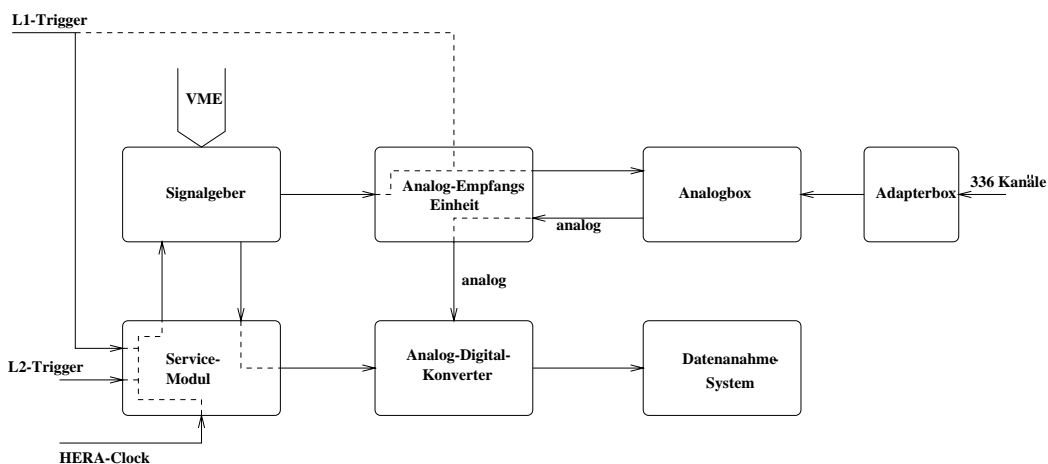 L1-Trigger
VME
Signalgeber
Analog-Empfangs
Einheit
Analogbox
Adapterbox
336 Kanäle
analog
analog
L2-Trigger
Service-
Modul
Analog-Digital-
Konverter
Datenanahme-
System
HERA-Clock